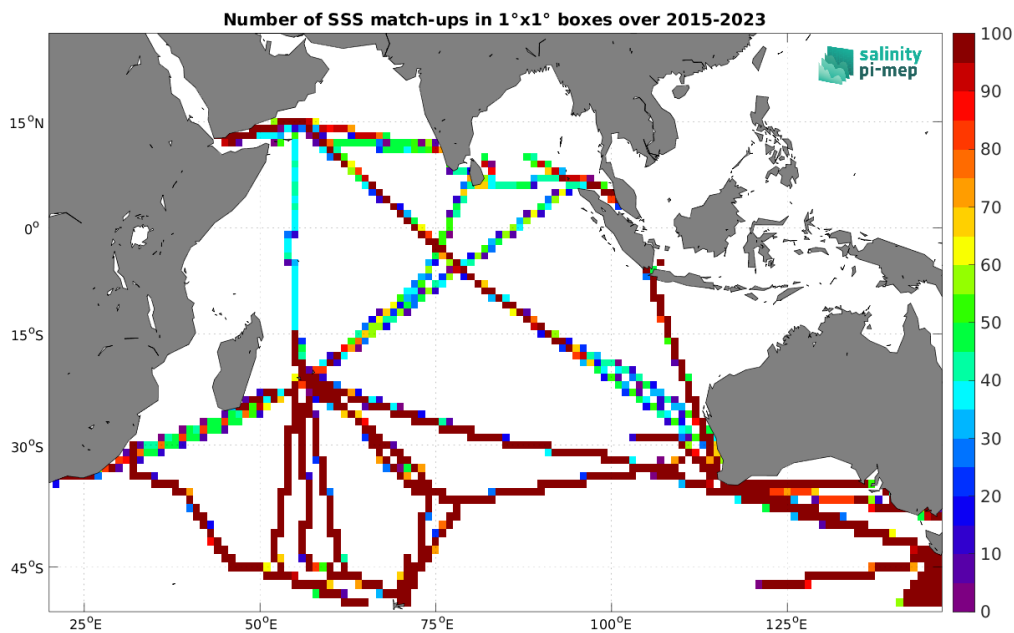 Number of SSS match-ups in 1°x1° boxes over 2015-2023
salinity
pi-mep
100
90
80
70
60
50
40
30
20
10
0
15°N
0°
15°S
30°S
45°S
25°E
50°E
75°E
100°E
125°E